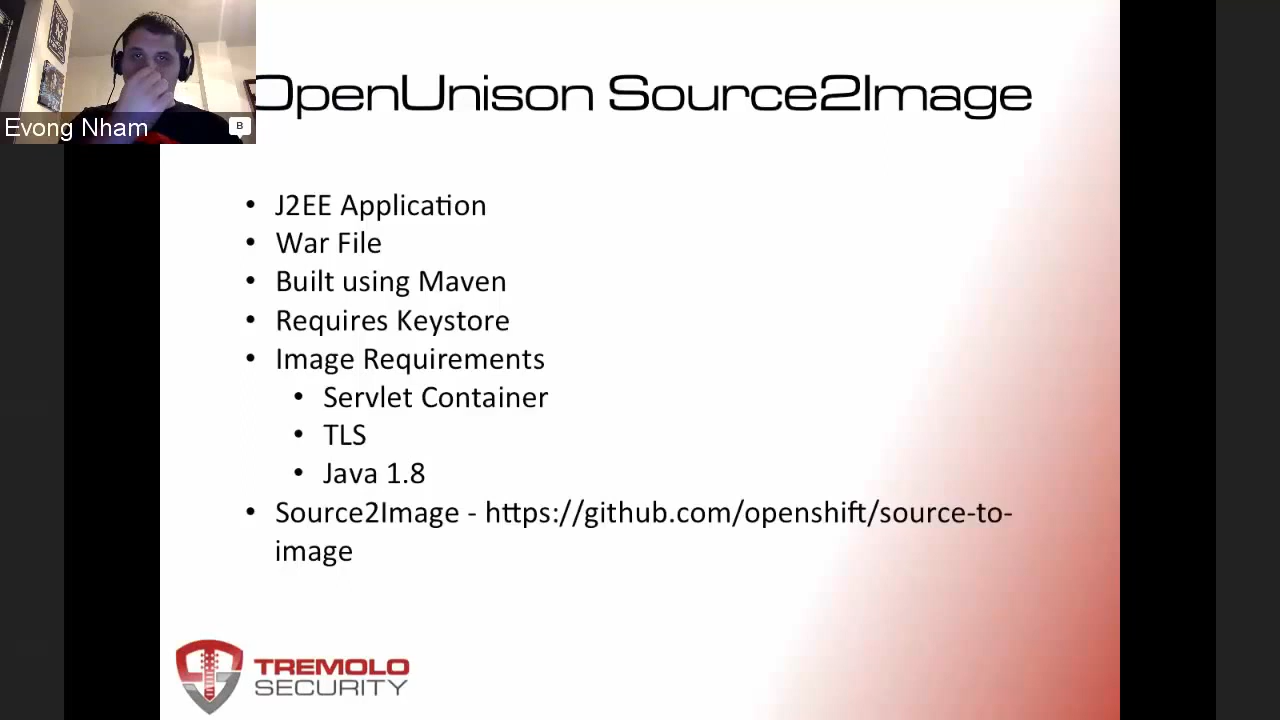 Evong Nham
B
OpenUnison Source2Image
• J2EE Application
• War File
• Built using Maven
• Requires Keystore
• Image Requirements
• Servlet Container
• TLS
• Java 1.8
• Source2Image - https://github.com/openshift/source-to-
image
TREMOLO
SECURITY